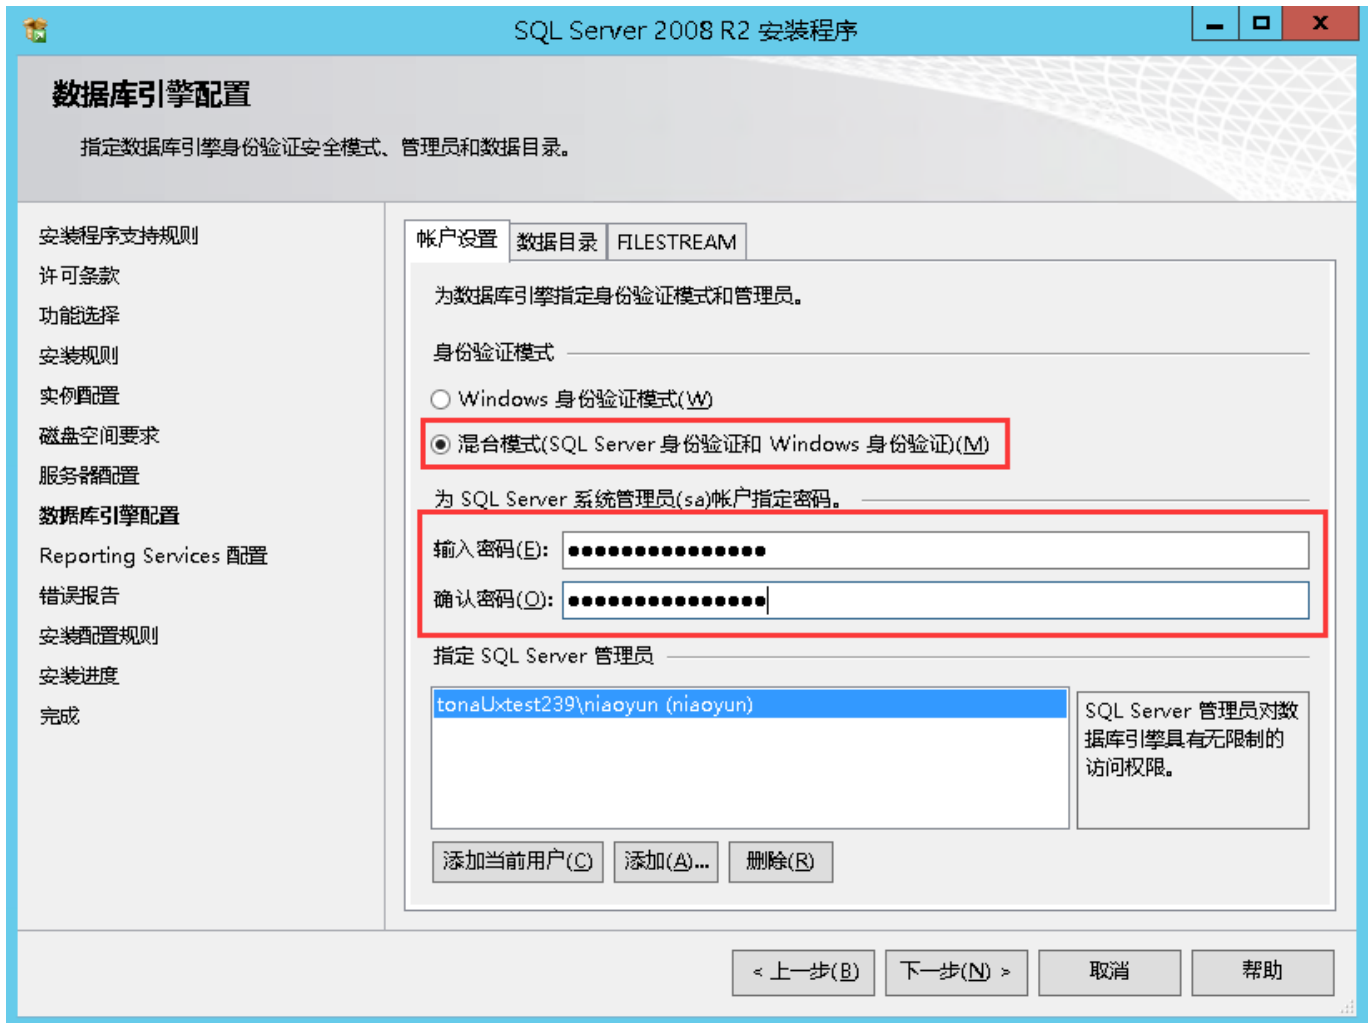 SQL Server 2008 R2 安装程序
数据库引擎配置
指定数据库引擎身份验证安全模式、管理员和数据目录。
安装程序支持规则
许可条款
功能选择
安装规则
实例配置
磁盘空间要求
服务器配置
数据库引擎配置
Reporting Services 配置
错误报告
安装配置规则
安装进度
完成
帐户设置 数据目录 FILESTREAM
为数据库引擎指定身份验证模式和管理员。
身份验证模式
Windows 身份验证模式(W)
混合模式(SQL Server 身份验证和 Windows 身份验证)(M)
为 SQL Server 系统管理员(sa)帐户指定密码。
输入密码(E): ●●●●●●●●●●●●●●●
确认密码(O): ●●●●●●●●●●●●●●●
指定 SQL Server 管理员
tonaUxtest239\niaoyun (niaoyun)
SQL Server 管理员对数
据库引擎具有无限制的
访问权限。
添加当前用户(C) 添加(A)... 删除(R)
< 上一步(B) 下一步(N) > 取消 帮助